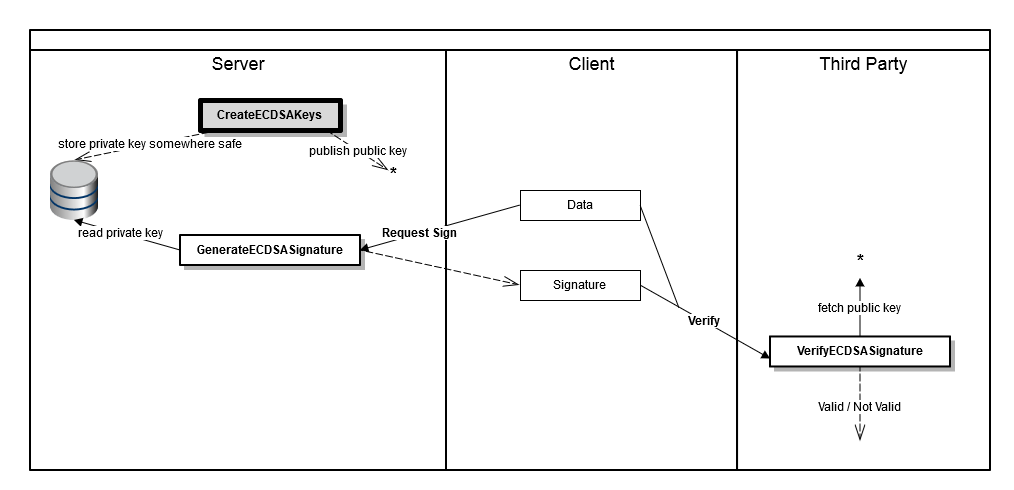 Server
Client
Third Party
CreateECDSAKeys
store private key somewhere safe
publish public key
*
read private key
GenerateECDSASignature
Request Sign
Data
Signature
Verify
*
fetch public key
VerifyECDSASignature
Valid / Not Valid